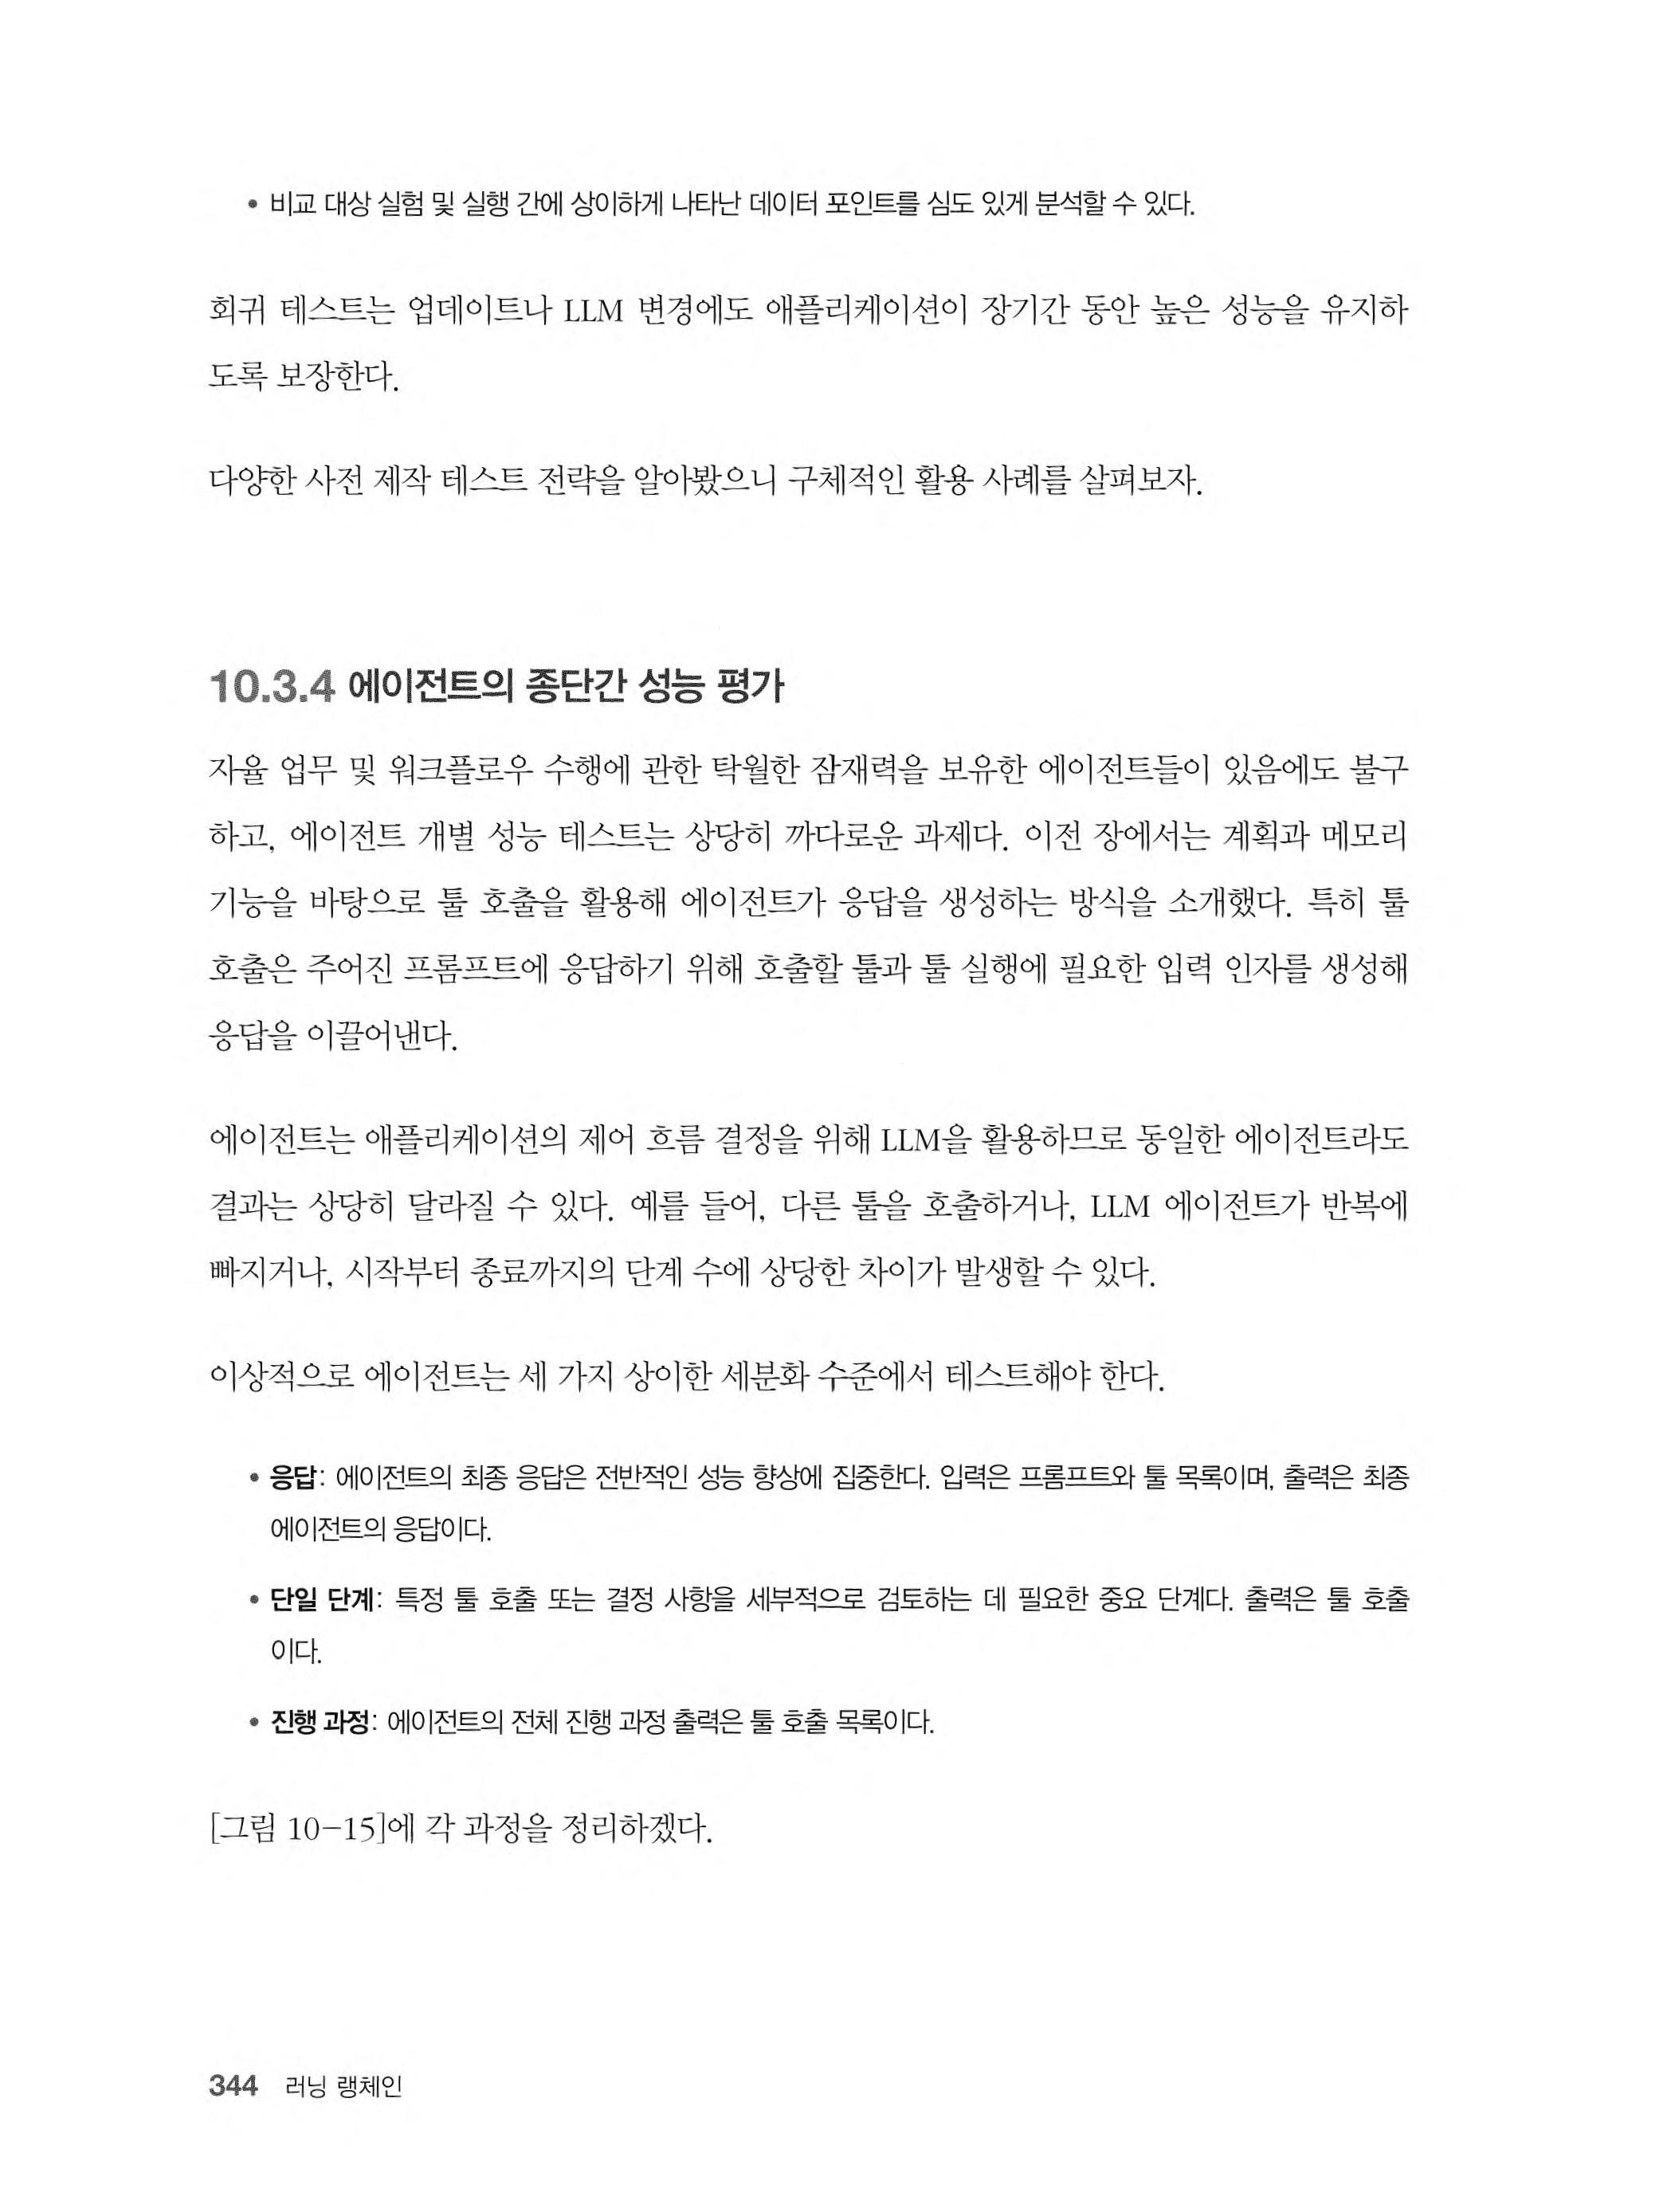 • 비교 대상 실험 및 실행 간에 상이하게 나타난 데이터 포인트를 심도 있게 분석할 수 있다.
회귀 테스트는 업데이트나 LLM 변경에도 애플리케이션이 장기간 동안 높은 성능을 유지하
도록 보장한다.
다양한 사전 제작 테스트 전략을 알아봤으니 구체적인 활용 사례를 살펴보자.
10.3.4 에이전트의 종단간 성능 평가
자율 업무 및 워크플로우 수행에 관한 탁월한 잠재력을 보유한 에이전트들이 있음에도 불구
하고, 에이전트 개별 성능 테스트는 상당히 까다로운 과제다. 이전 장에서는 계획과 메모리
기능을 바탕으로 툴 호출을 활용해 에이전트가 응답을 생성하는 방식을 소개했다. 특히 툴
호출은 주어진 프롬프트에 응답하기 위해 호출할 툴과 툴 실행에 필요한 입력 인자를 생성해
응답을 이끌어낸다.
에이전트는 애플리케이션의 제어 흐름 결정을 위해 LLM을 활용하므로 동일한 에이전트라도
결과는 상당히 달라질 수 있다. 예를 들어, 다른 툴을 호출하거나, LLM 에이전트가 반복에
빠지거나, 시작부터 종료까지의 단계 수에 상당한 차이가 발생할 수 있다.
이상적으로 에이전트는 세 가지 상이한 세분화 수준에서 테스트해야 한다.
• 응답: 에이전트의 최종 응답은 전반적인 성능 향상에 집중한다. 입력은 프롬프트와 툴 목록이며, 출력은 최종
에이전트의 응답이다.
• 단일 단계: 특정 툴 호출 또는 결정 사항을 세부적으로 검토하는 데 필요한 중요 단계다. 출력은 툴 호출
이다.
• 진행 과정: 에이전트의 전체 진행 과정 출력은 툴 호출 목록이다.
[그림 10-15]에 각 과정을 정리하겠다.
344 러닝 랭체인